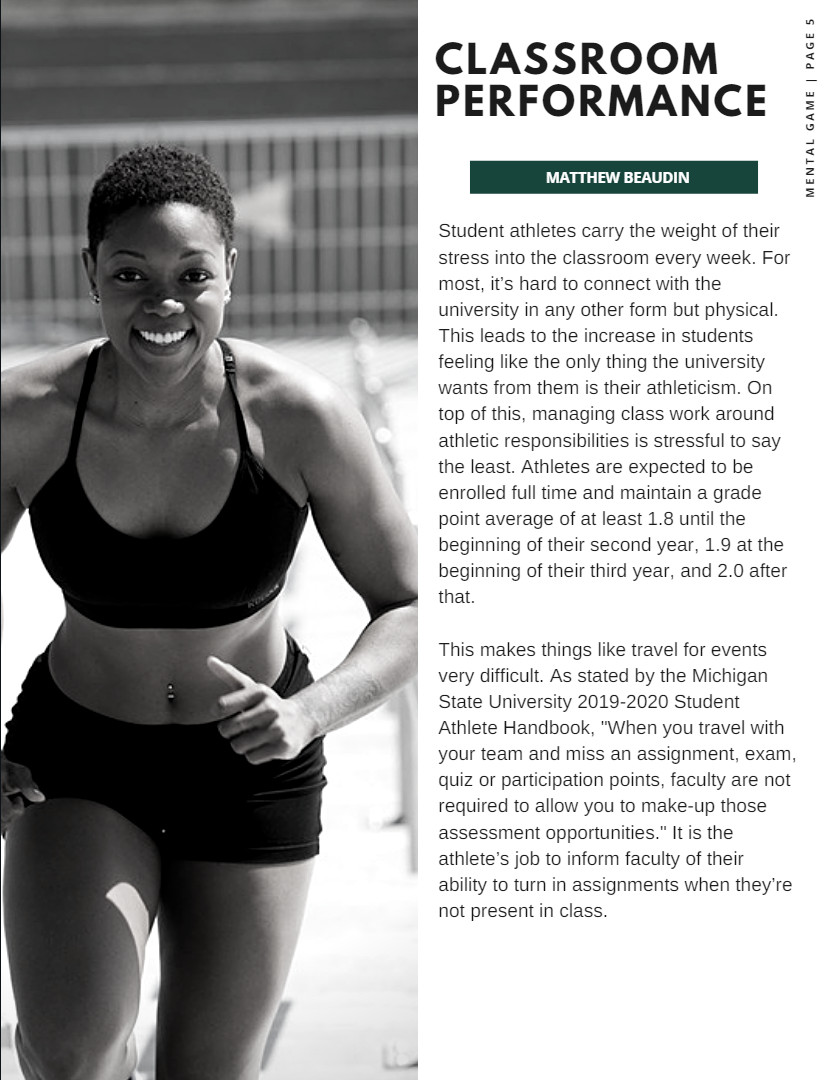 CLASSROOM
PERFORMANCE
MENTAL GAME | PAGE 5
MATTHEW BEAUDIN
Student athletes carry the weight of their
stress into the classroom every week. For
most, it’s hard to connect with the
university in any other form but physical.
This leads to the increase in students
feeling like the only thing the university
wants from them is their athleticism. On
top of this, managing class work around
athletic responsibilities is stressful to say
the least. Athletes are expected to be
enrolled full time and maintain a grade
point average of at least 1.8 until the
beginning of their second year, 1.9 at the
beginning of their third year, and 2.0 after
that.
This makes things like travel for events
very difficult. As stated by the Michigan
State University 2019-2020 Student
Athlete Handbook, "When you travel with
your team and miss an assignment, exam,
quiz or participation points, faculty are not
required to allow you to make-up those
assessment opportunities." It is the
athlete’s job to inform faculty of their
ability to turn in assignments when they’re
not present in class.